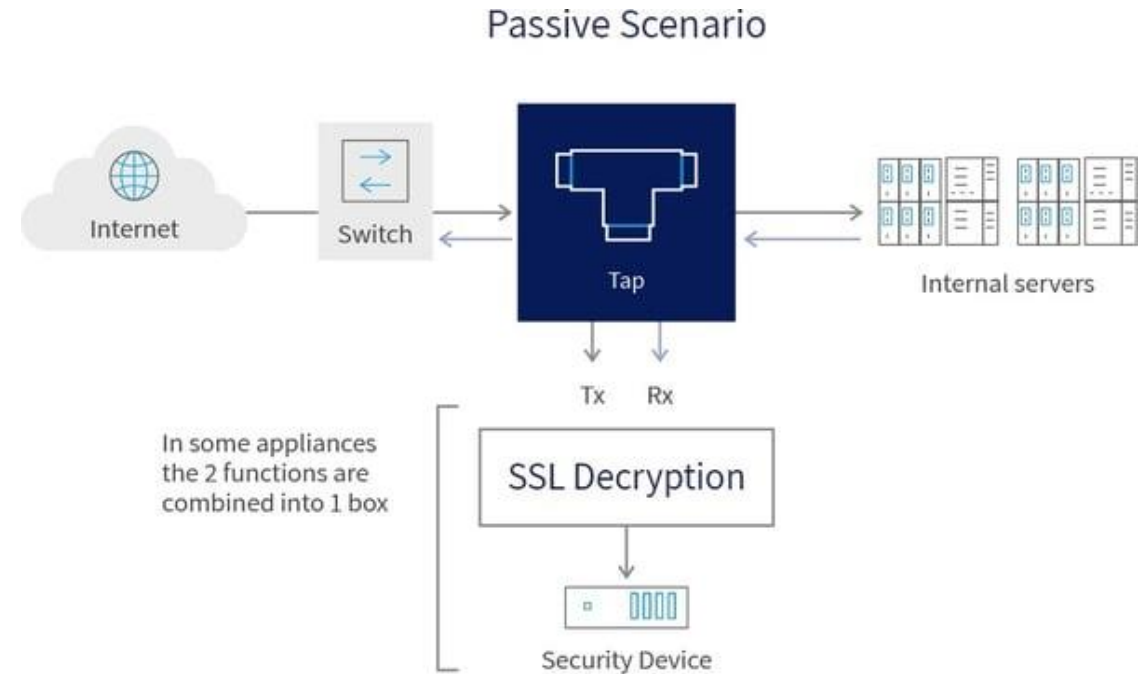 Passive Scenario
Internet
Switch
Tap
Internal servers
Tx Rx
In some appliances
the 2 functions are
combined into 1 box
SSL Decryption
Security Device